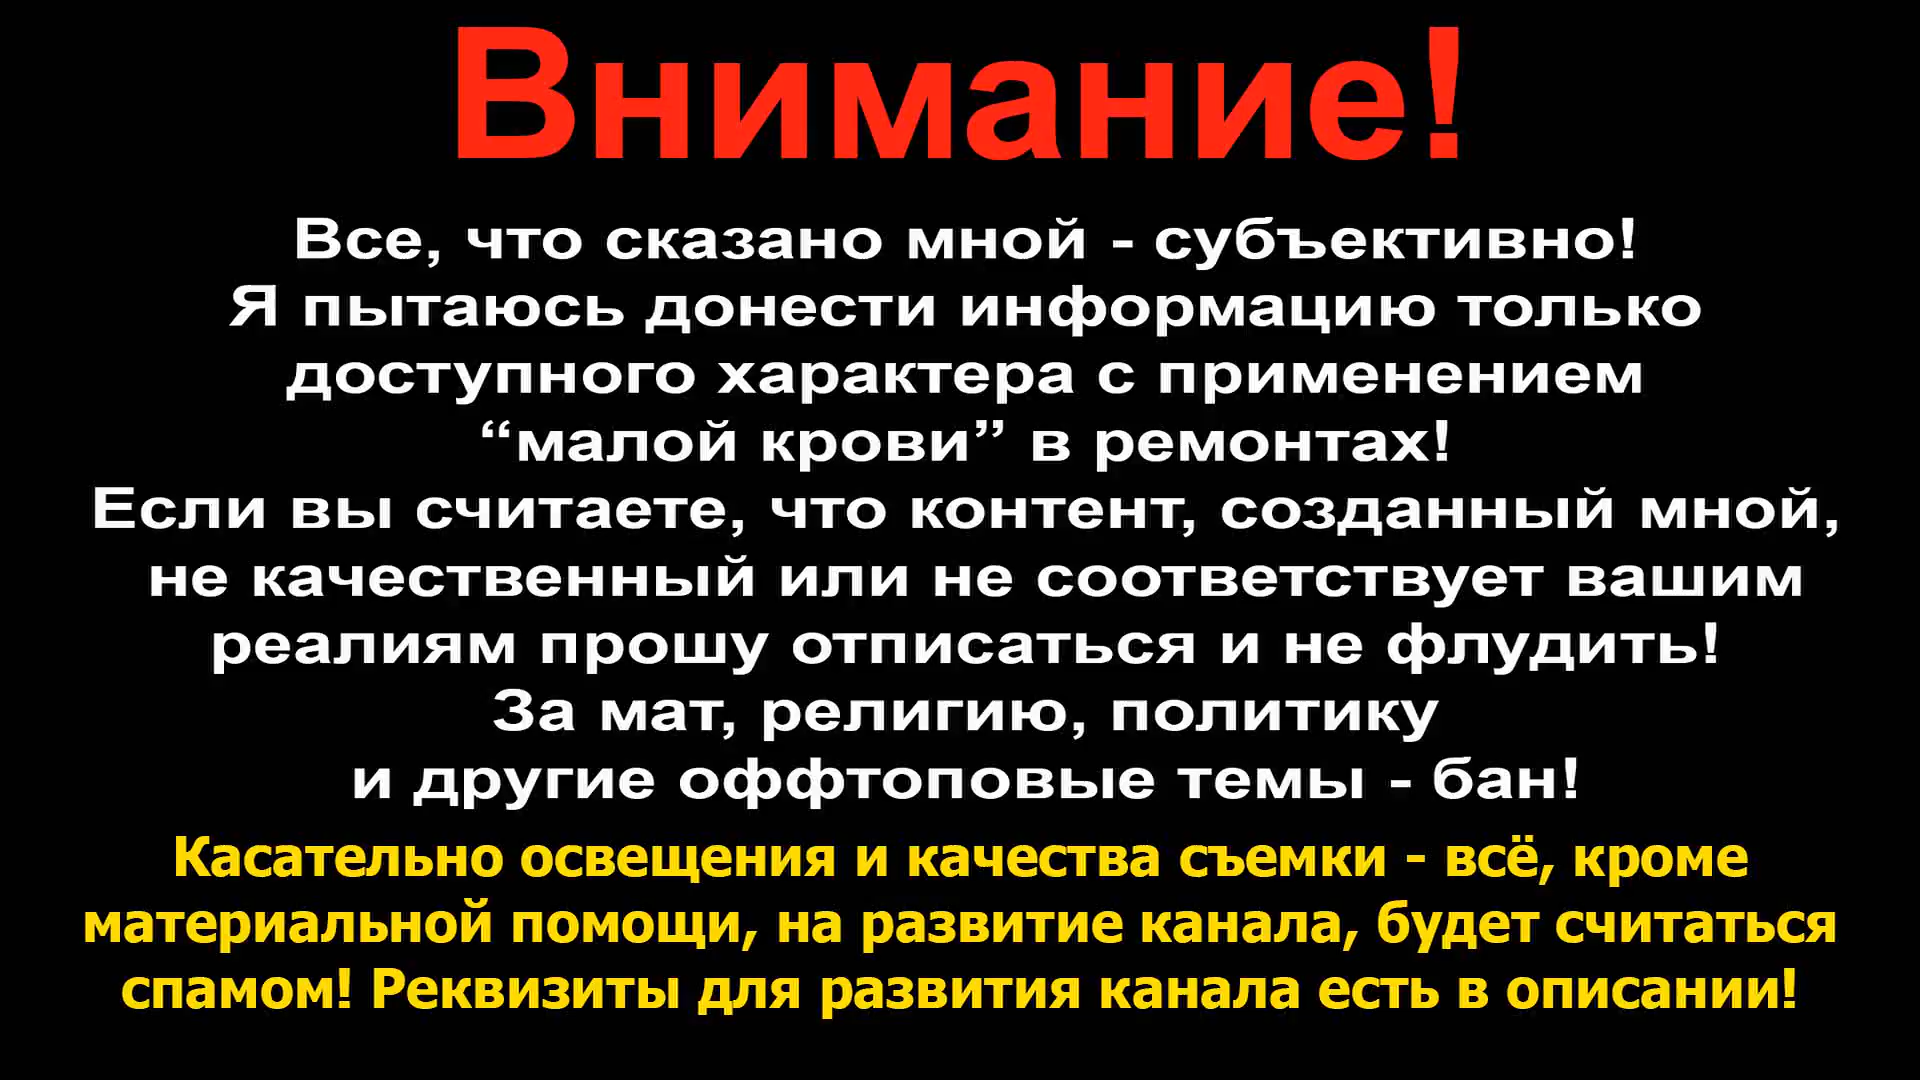 Внимание!
Все, что сказано мной - субъективно!
Я пытаюсь донести информацию только
доступного характера с применением
“малой крови” в ремонтах!
Если вы считаете, что контент, созданный мной,
не качественный или не соответствует вашим
реалиям прошу отписаться и не флудить!
За мат, религию, политику
и другие оффтоповые темы - бан!
Касательно освещения и качества съемки - всё, кроме
материальной помощи, на развитие канала, будет считаться
спамом! Реквизиты для развития канала есть в описании!